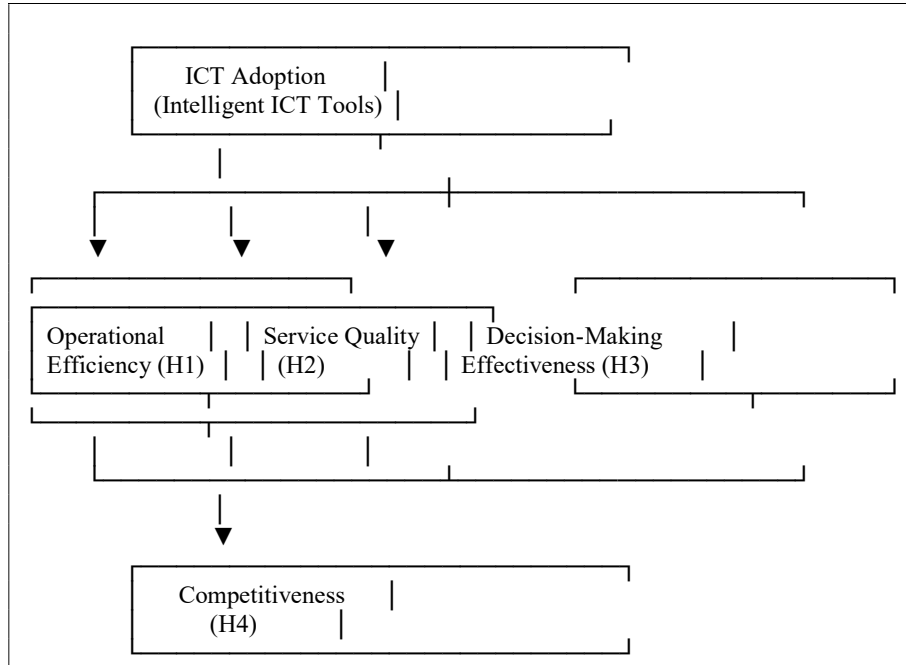 ICT Adoption
(Intelligent ICT Tools)
Operational Service Quality Decision-Making
Efficiency (H1) (H2) Effectiveness (H3)
Competitiveness
(H4)